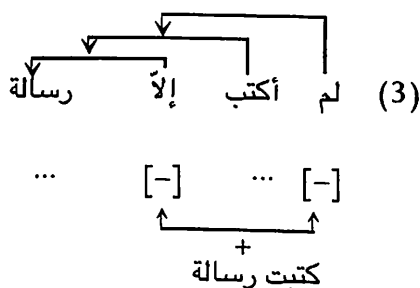 (3) لم أكتب إلاّ رسالة
[–] ... [–] ...
+
كتبت رسالة